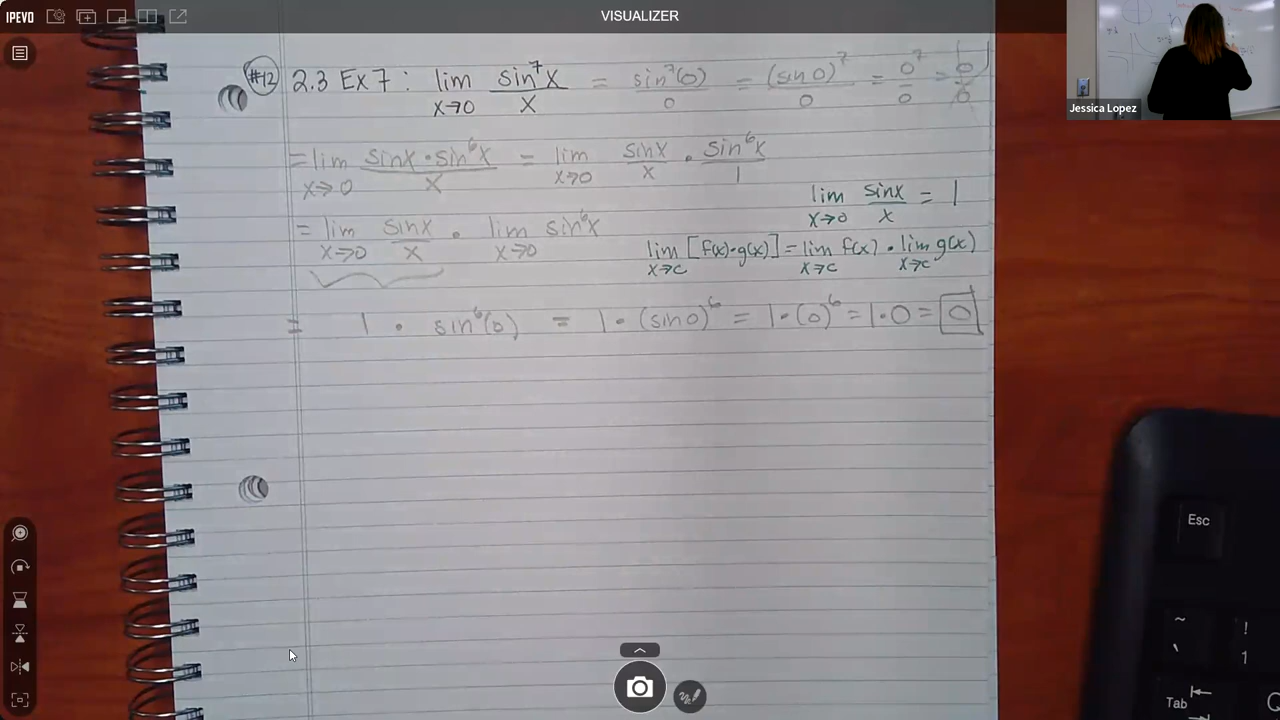 IPEVO
VISUALIZER
Jessica Lopez
#12 2.3 Ex 7 : lim x→0 sin⁷x / x = sin⁷(0) / 0 = (sin 0)⁷ / 0 = 0⁷ / 0 = 0 / 0
= lim x→0 sinx · sin⁶x / x = lim x→0 sinx / x · sin⁶x / 1
lim x→0 sinx / x = 1
= lim x→0 sinx / x · lim x→0 sin⁶x
lim x→c [f(x)·g(x)] = lim x→c f(x) · lim x→c g(x)
= 1 · sin⁶(0) = 1 · (sin 0)⁶ = 1 · (0)⁶ = 1 · 0 = 0
Esc
~ `
! 1
Tab